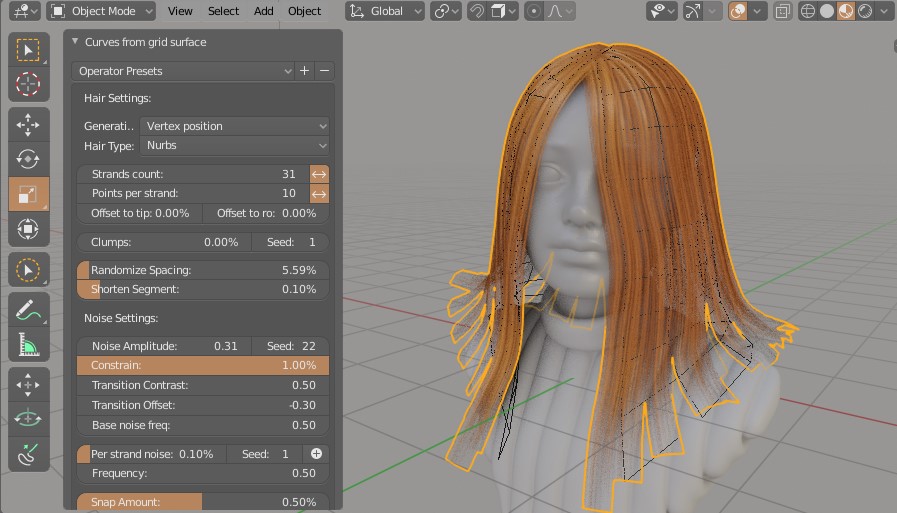 Object Mode View Select Add Object Global
Curves from grid surface
Operator Presets
Hair Settings:
Generati.. Vertex position
Hair Type: Nurbs
Strands count: 31
Points per strand: 10
Offset to tip: 0.00% Offset to ro: 0.00%
Clumps: 0.00% Seed: 1
Randomize Spacing: 5.59%
Shorten Segment: 0.10%
Noise Settings:
Noise Amplitude: 0.31 Seed: 22
Constrain: 1.00%
Transition Contrast: 0.50
Transition Offset: -0.30
Base noise freq: 0.50
Per strand noise: 0.10% Seed: 1
Frequency: 0.50
Snap Amount: 0.50%